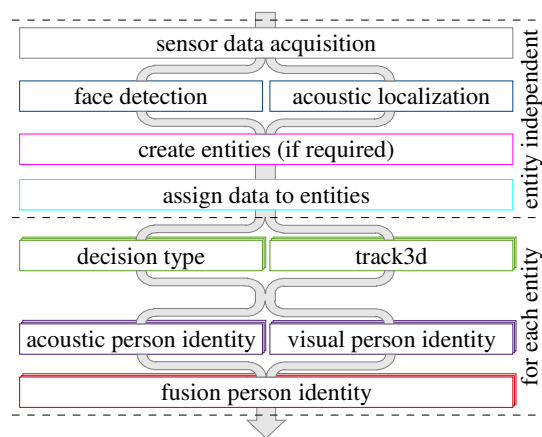 sensor data acquisition
face detection
acoustic localization
create entities (if required)
assign data to entities
entity independent
decision type
track3d
acoustic person identity
visual person identity
fusion person identity
for each entity